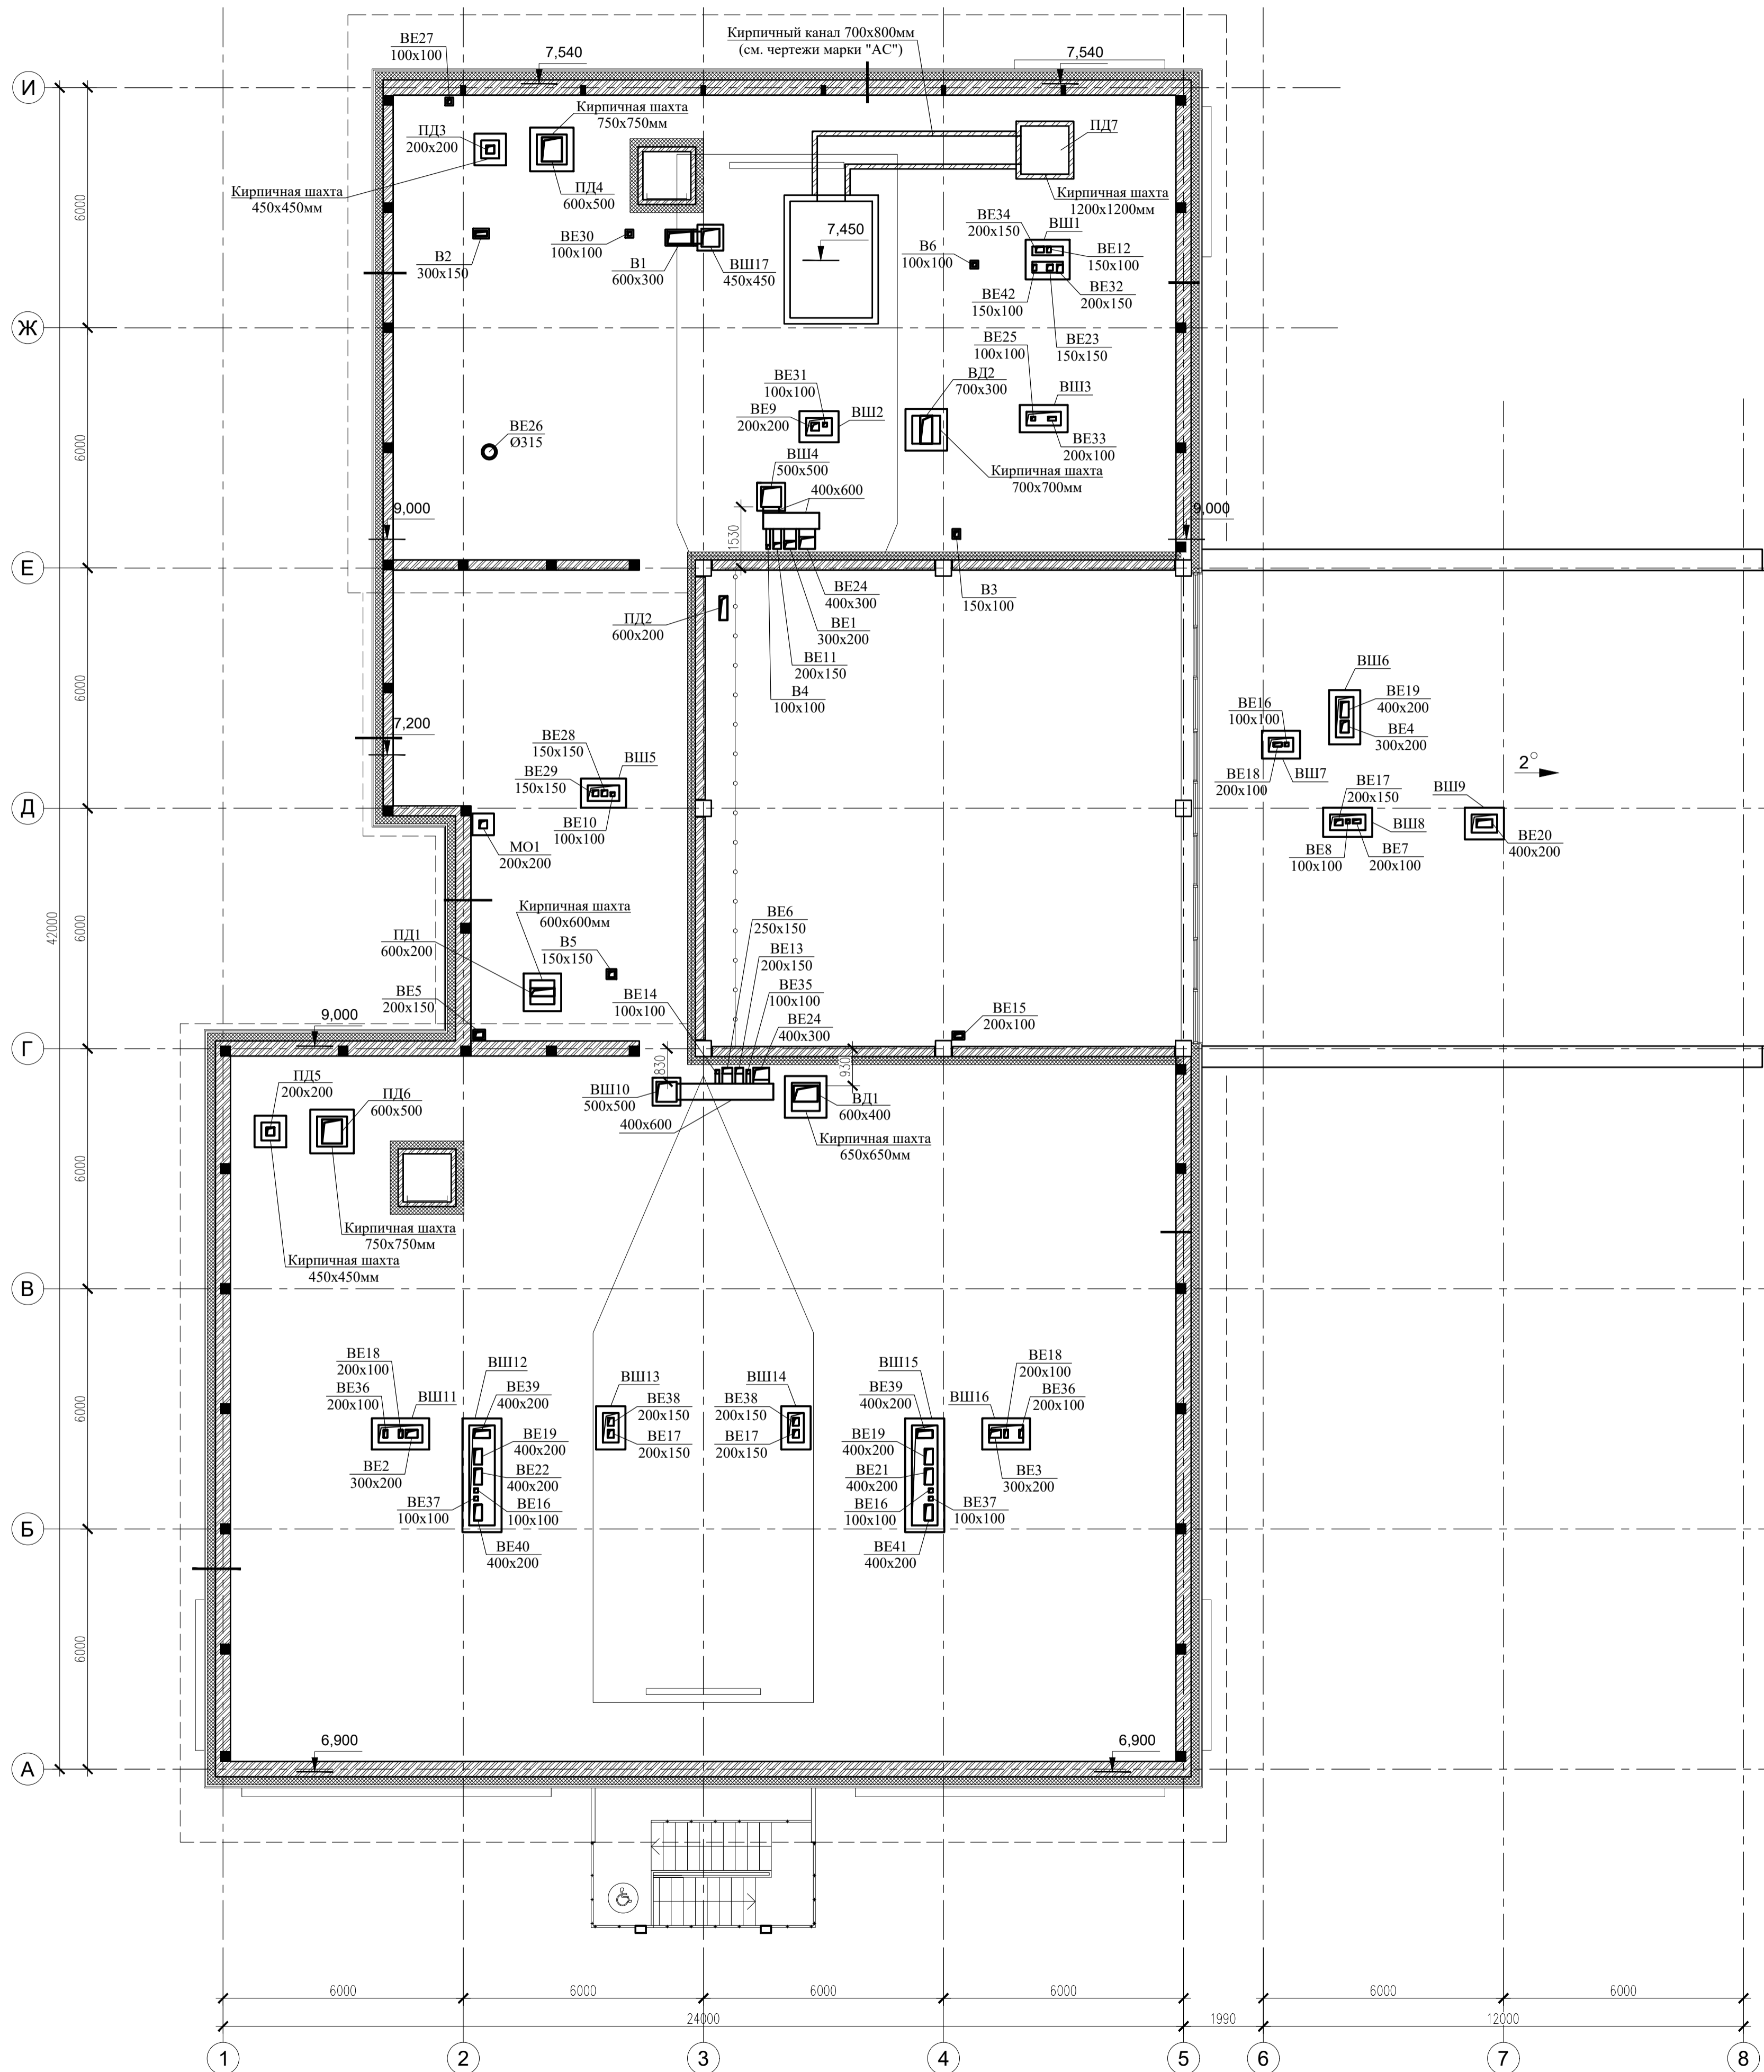 ВЕ27
100х100
7,540
Кирпичный канал 700х800мм
(см. чертежи марки "АС")
7,540
И
Кирпичная шахта
750х750мм
ПД3
200х200
ПД7
Кирпичная шахта
450х450мм
ПД4
600х500
Кирпичная шахта
1200х1200мм
6000
ВЕ34
200х150
ВШ1
7,450
ВЕ30
100х100
В6
100х100
ВЕ12
150х100
В2
300х150
В1
600х300
ВШ17
450х450
ВЕ42
150х100
ВЕ32
200х150
Ж
ВЕ25
100х100
ВЕ23
150х150
ВЕ31
100х100
ВД2
700х300
ВШ3
ВЕ9
200х200
ВШ2
ВЕ26
Ø315
6000
ВЕ33
200х100
ВШ4
500х500
Кирпичная шахта
700х700мм
400х600
9,000
9,000
1530
Е
ВЕ24
400х300
В3
150х100
ПД2
600х200
ВЕ1
300х200
ВЕ11
200х150
В4
100х100
6000
ВШ6
ВЕ19
400х200
ВЕ16
100х100
ВЕ4
300х200
7,200
ВЕ28
150х150
ВШ5
2°
ВЕ29
150х150
ВЕ18
200х100
ВШ7
ВЕ17
200х150
ВШ9
Д
ВЕ10
100х100
ВШ8
МО1
200х200
ВЕ8
100х100
ВЕ7
200х100
ВЕ20
400х200
42000
6000
Кирпичная шахта
600х600мм
ВЕ6
250х150
ПД1
600х200
В5
150х150
ВЕ13
200х150
ВЕ5
200х150
ВЕ14
100х100
ВЕ35
100х100
9,000
ВЕ24
400х300
ВЕ15
200х100
Г
830
930
ПД5
200х200
ПД6
600х500
ВШ10
500х500
ВД1
600х400
400х600
Кирпичная шахта
650х650мм
6000
Кирпичная шахта
750х750мм
Кирпичная шахта
450х450мм
В
ВЕ18
200х100
ВШ12
ВШ13
ВШ14
ВШ15
ВЕ18
200х100
ВЕ36
200х100
ВШ11
ВЕ39
400х200
ВЕ38
200х150
ВЕ38
200х150
ВЕ39
400х200
ВШ16
ВЕ36
200х100
6000
ВЕ2
300х200
ВЕ19
400х200
ВЕ17
200х150
ВЕ17
200х150
ВЕ19
400х200
ВЕ3
300х200
ВЕ22
400х200
ВЕ21
400х200
ВЕ37
100х100
ВЕ16
100х100
ВЕ16
100х100
ВЕ37
100х100
Б
ВЕ40
400х200
ВЕ41
400х200
6000
6,900
6,900
А
6000
6000
6000
6000
6000
6000
24000
1990
12000
1
2
3
4
5
6
7
8